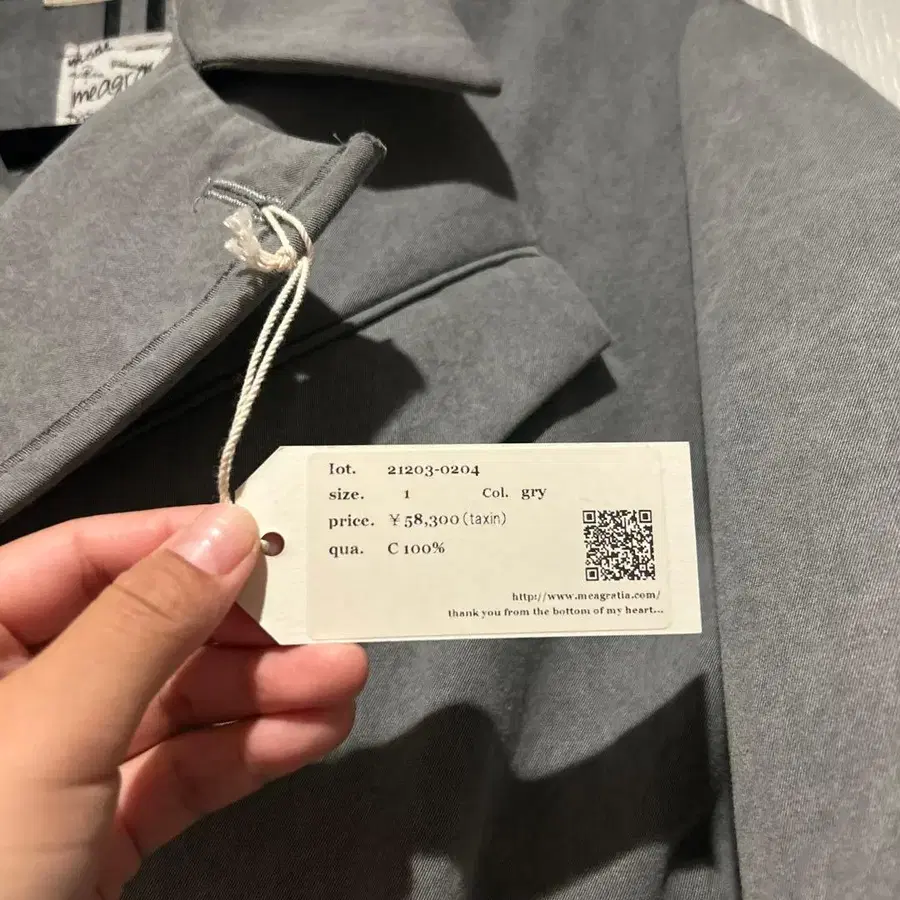 made
meagra
lot. 21203-0204
size. 1 Col. gry
price. ￥58,300(taxin)
qua. C 100%
http://www.meagratia.com/
thank you from the bottom of my heart...